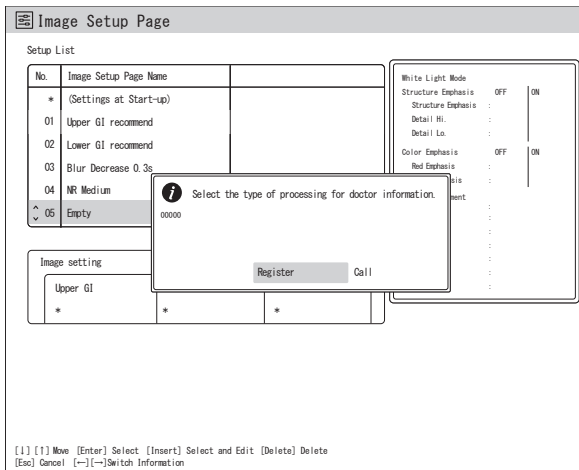 Image Setup Page
Setup List
No. Image Setup Page Name
* (Settings at Start-up)
01 Upper GI recommend
02 Lower GI recommend
03 Blur Decrease 0.3s
04 NR Medium
05 Empty
White Light Mode
Structure Emphasis OFF ON
Structure Emphasis :
Detail Hi. :
Detail Lo. :
Color Emphasis OFF ON
Red Emphasis :
:
:
:
:
:
:
:
:
Select the type of processing for doctor information.
00000
Register Call
Image setting
Upper GI
* * *
[↓] [↑] Move [Enter] Select [Insert] Select and Edit [Delete] Delete
[Esc] Cancel [←][→]Switch Information